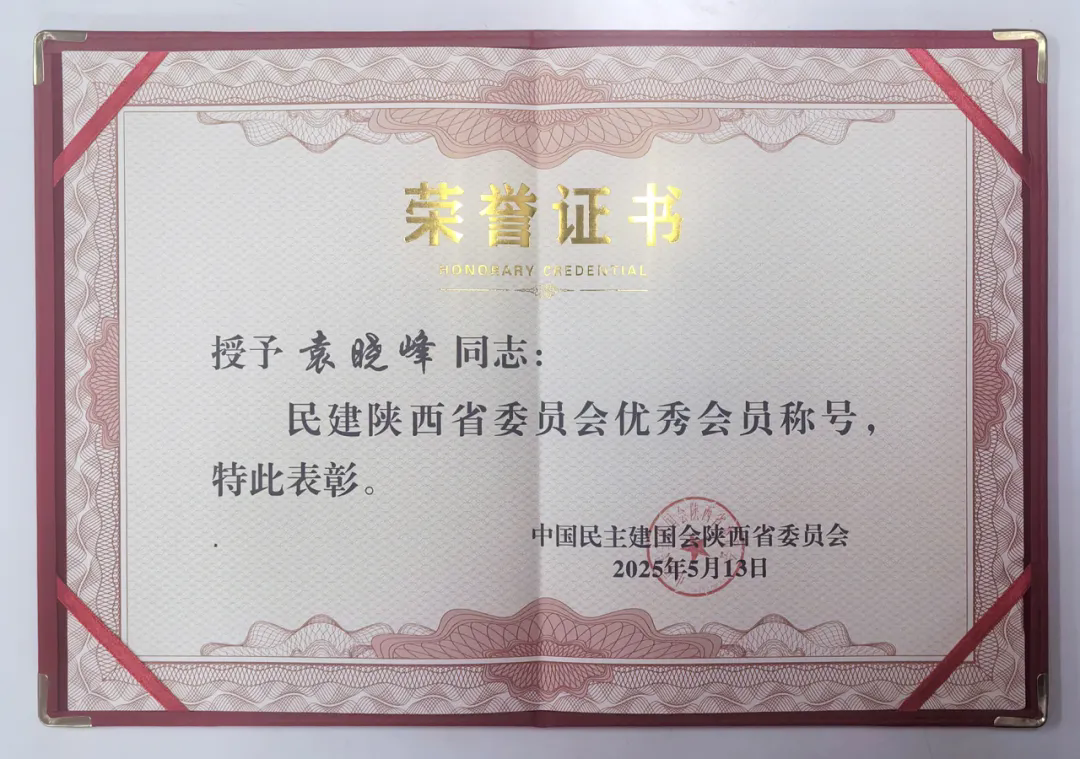 荣誉证书
HONORARY CREDENTIAL
授予 袁晓峰 同志：
民建陕西省委员会优秀会员称号，
特此表彰。
中国民主建国会陕西省委员会
2025年5月13日